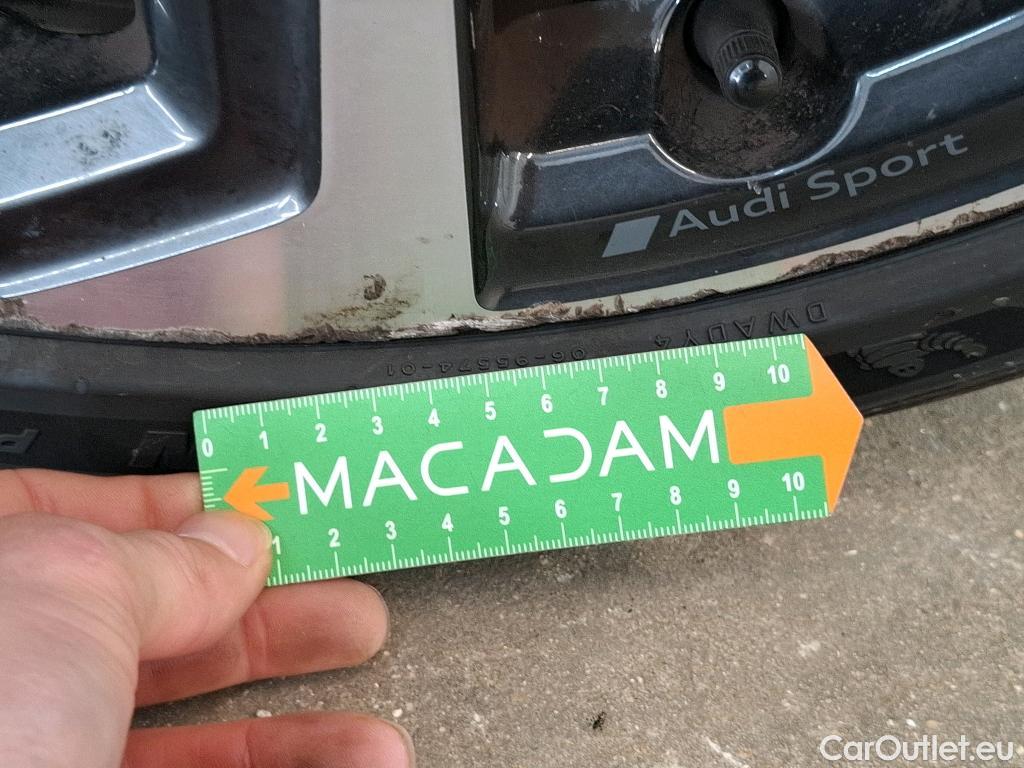 Audi Sport
DWADY4
06-95574-01
0 1 2 3 4 5 6 7 8 9 10
MACADAM
1 2 3 4 5 6 7 8 9 10
CarOutlet.eu